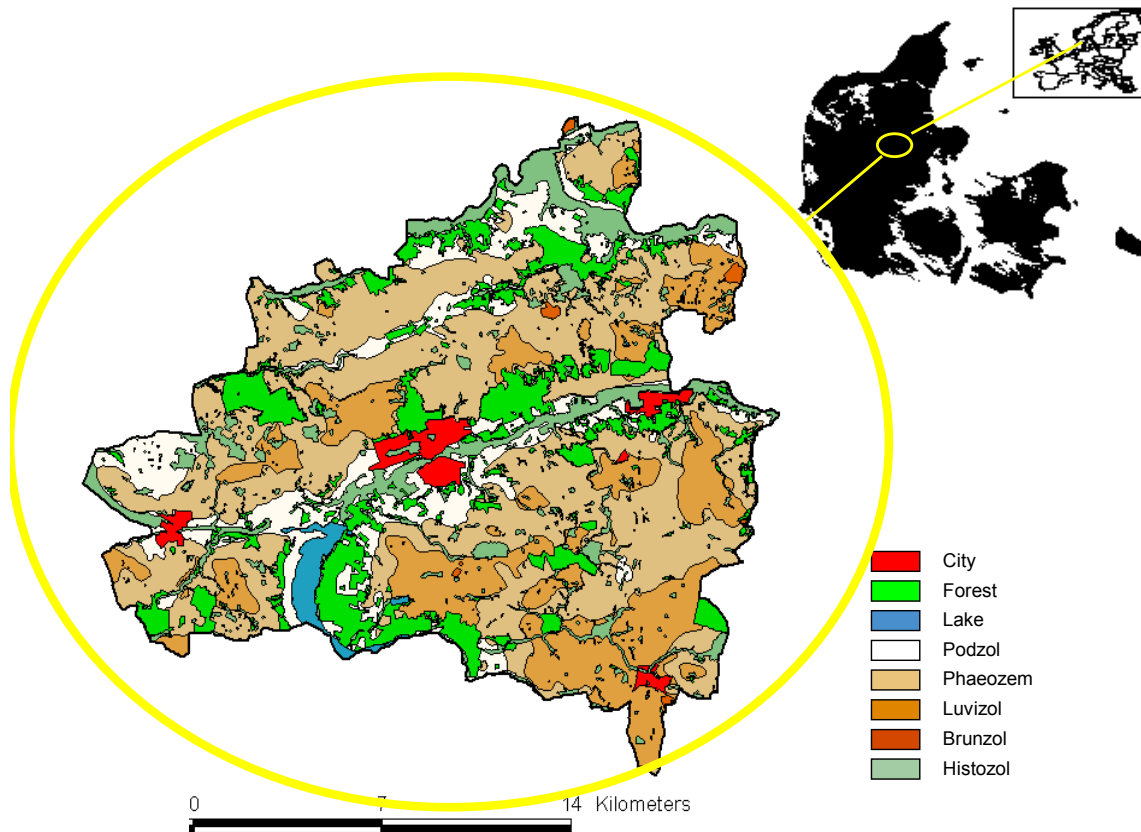 City
Forest
Lake
Podzol
Phaeozem
Luvizol
Brunzol
Histozol
0 7 14 Kilometers